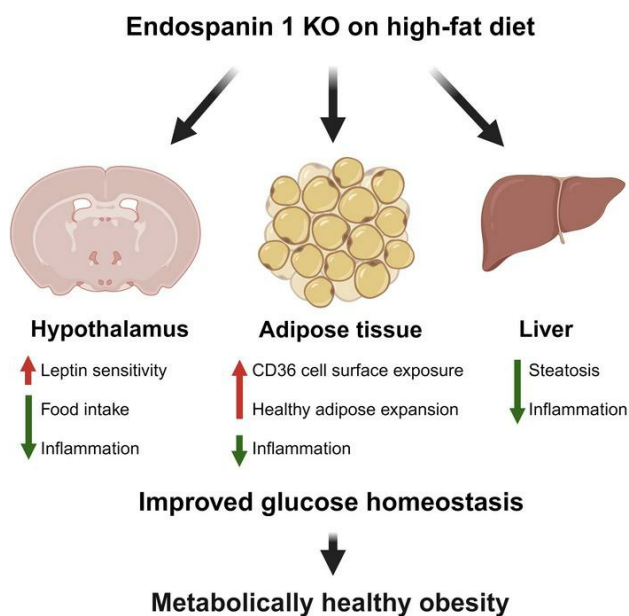 Endospanin 1 KO on high-fat diet
Hypothalamus
Leptin sensitivity
Food intake
Inflammation
Adipose tissue
CD36 cell surface exposure
Healthy adipose expansion
Inflammation
Liver
Steatosis
Inflammation
Improved glucose homeostasis
Metabolically healthy obesity